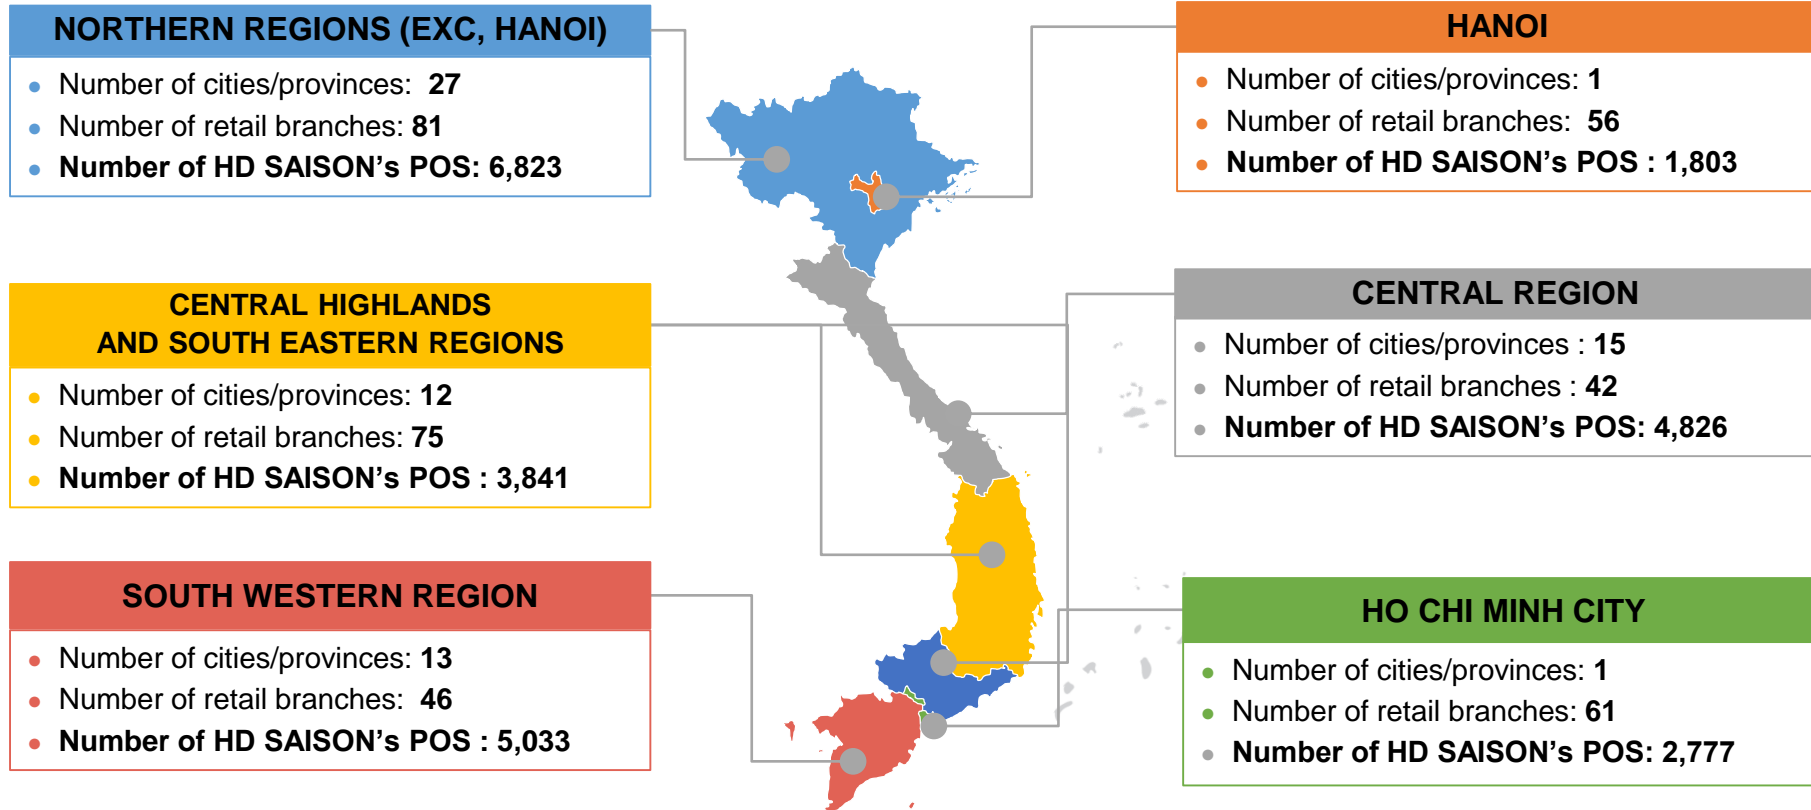 NORTHERN REGIONS (EXC, HANOI)
Number of cities/provinces: 27
Number of retail branches: 81
Number of HD SAISON’s POS: 6,823
HANOI
Number of cities/provinces: 1
Number of retail branches: 56
Number of HD SAISON’s POS : 1,803
CENTRAL HIGHLANDS
AND SOUTH EASTERN REGIONS
Number of cities/provinces: 12
Number of retail branches: 75
Number of HD SAISON’s POS : 3,841
CENTRAL REGION
Number of cities/provinces : 15
Number of retail branches : 42
Number of HD SAISON’s POS: 4,826
SOUTH WESTERN REGION
Number of cities/provinces: 13
Number of retail branches: 46
Number of HD SAISON’s POS : 5,033
HO CHI MINH CITY
Number of cities/provinces: 1
Number of retail branches: 61
Number of HD SAISON’s POS: 2,777